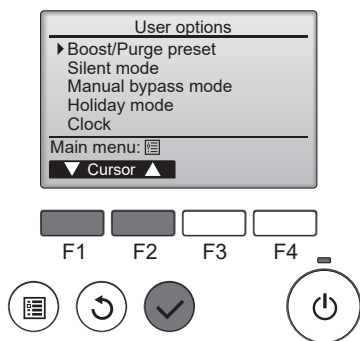 User options
Boost/Purge preset
Silent mode
Manual bypass mode
Holiday mode
Clock
Main menu:
Cursor
F1 F2 F3 F4